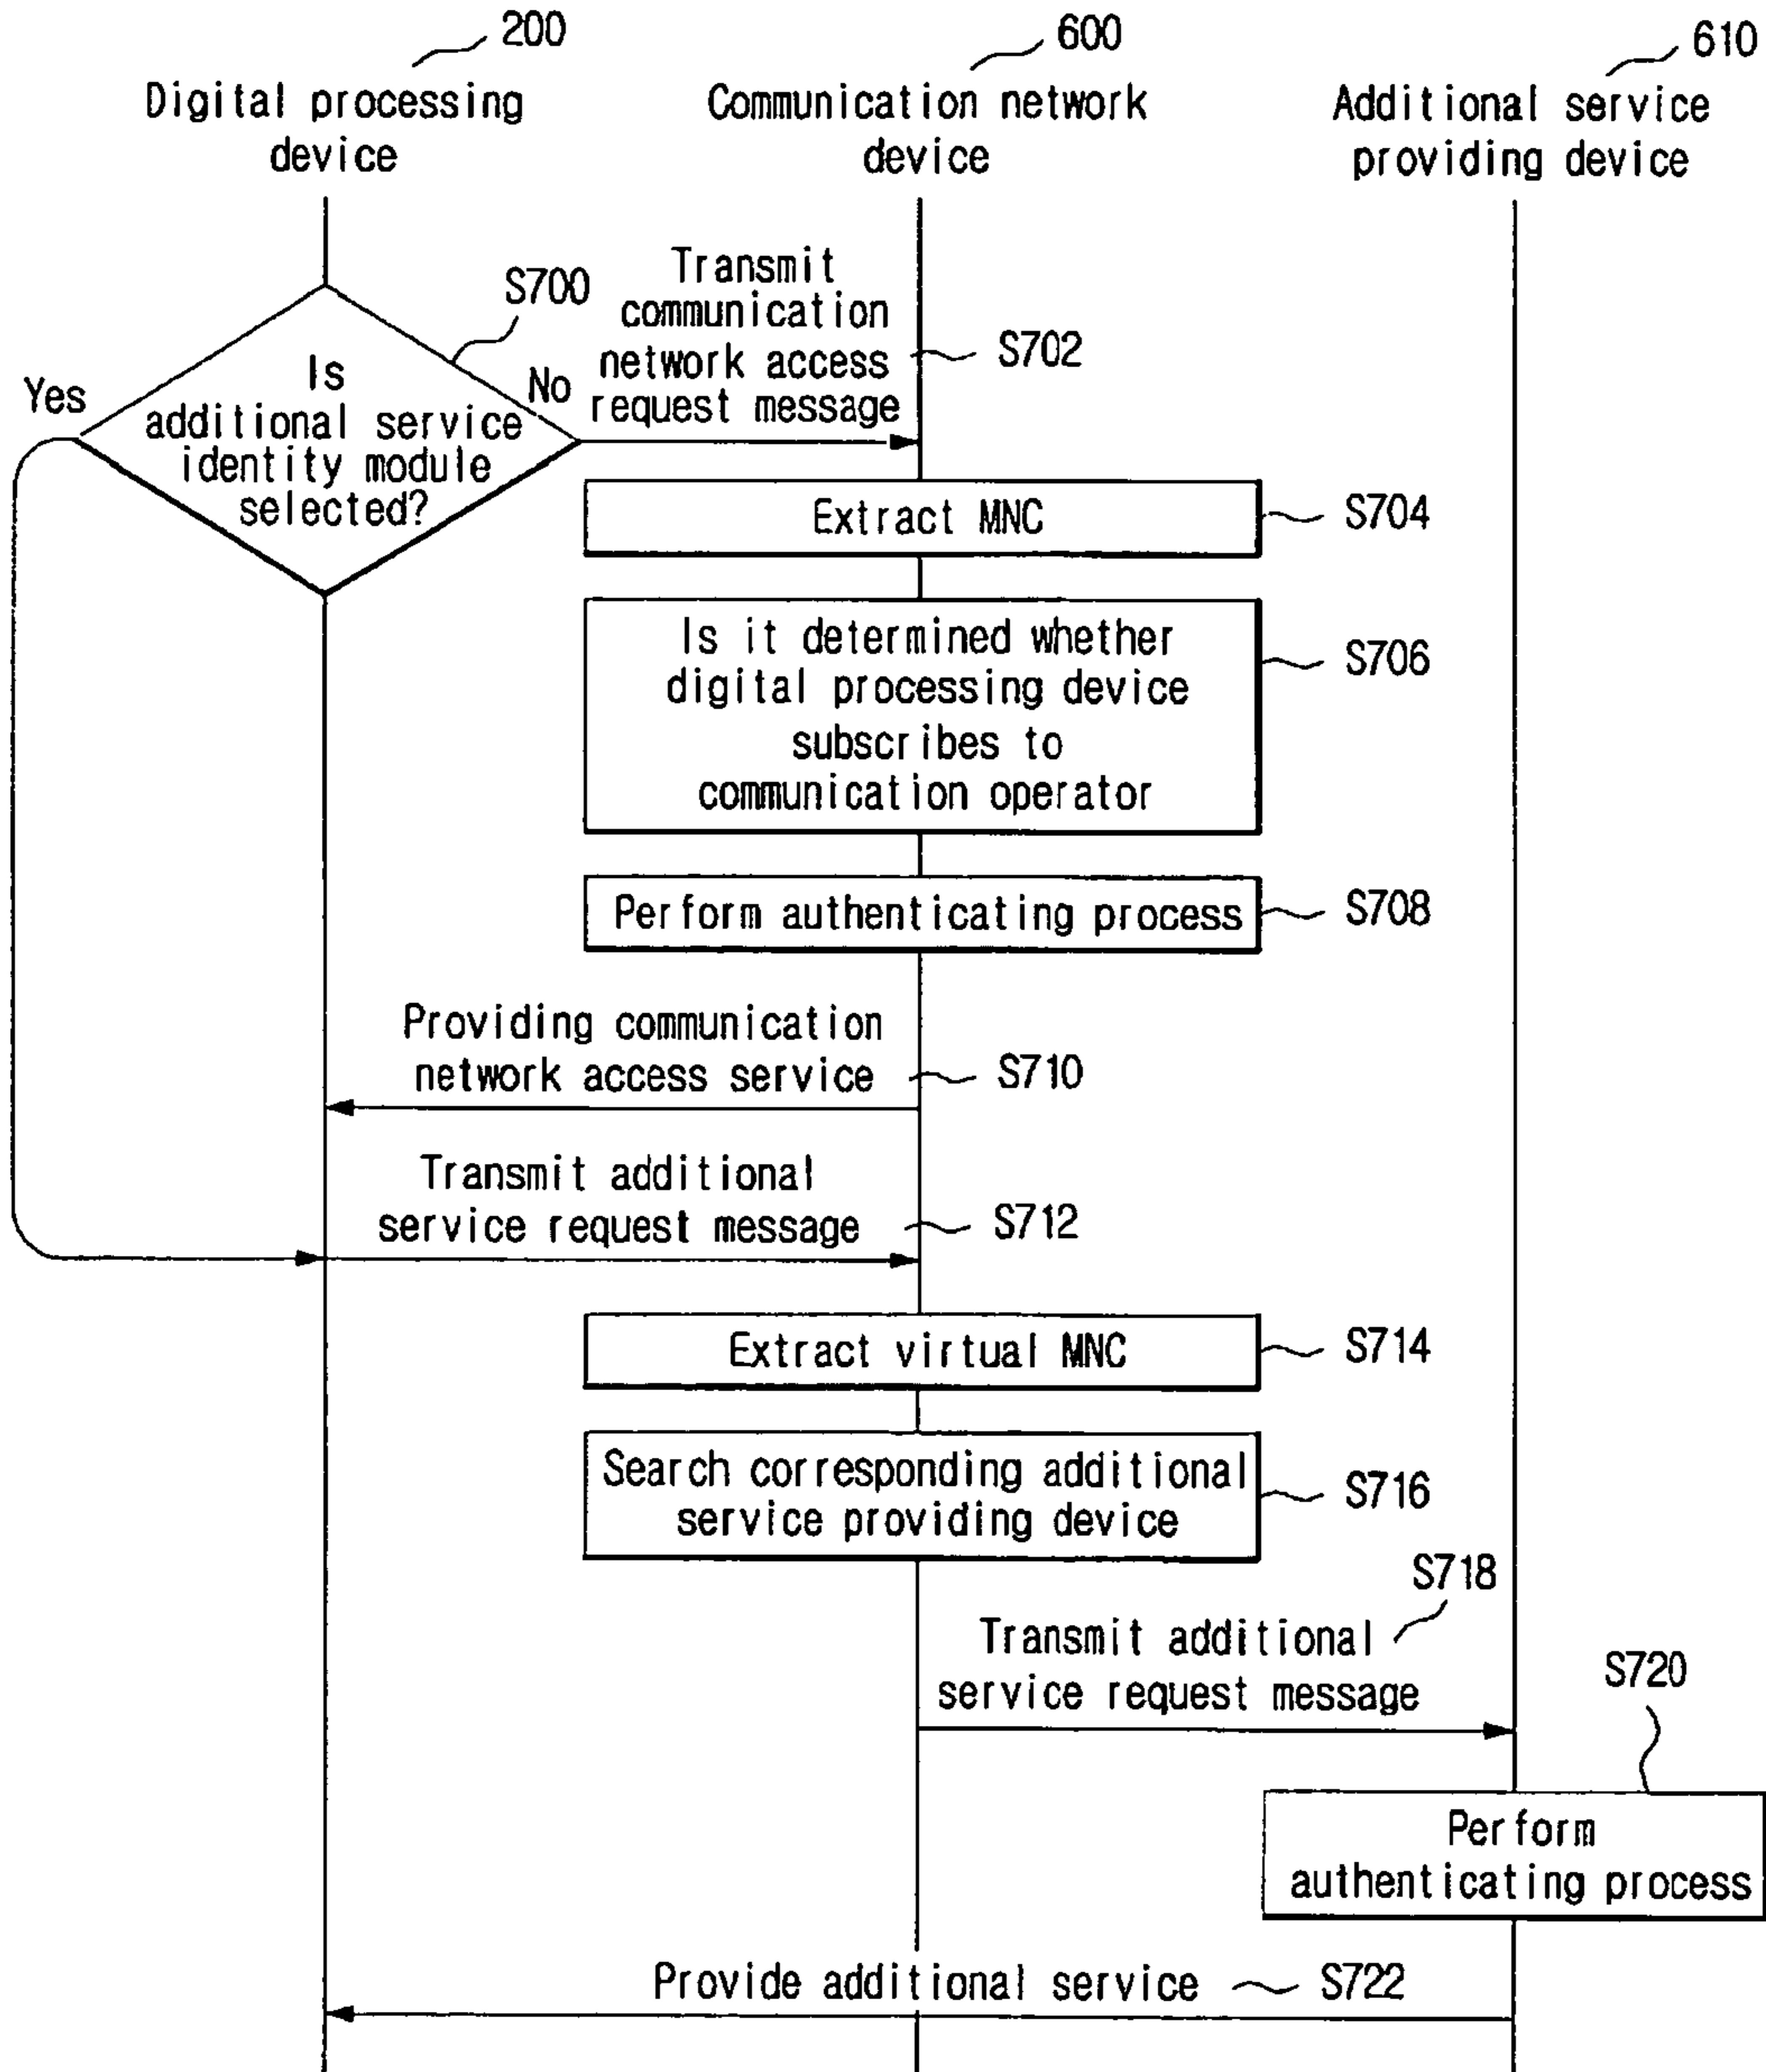 200
Digital processing
device
600
Communication network
device
610
Additional service
providing device
S700
Is
additional service
identity module
selected?
Yes
No
Transmit
communication
network access
request message
S702
Extract MNC
S704
Is it determined whether
digital processing device
subscribes to
communication operator
S706
Perform authenticating process
S708
Providing communication
network access service
S710
Transmit additional
service request message
S712
Extract virtual MNC
S714
Search corresponding additional
service providing device
S716
S718
Transmit additional
service request message
S720
Perform
authenticating process
Provide additional service
S722